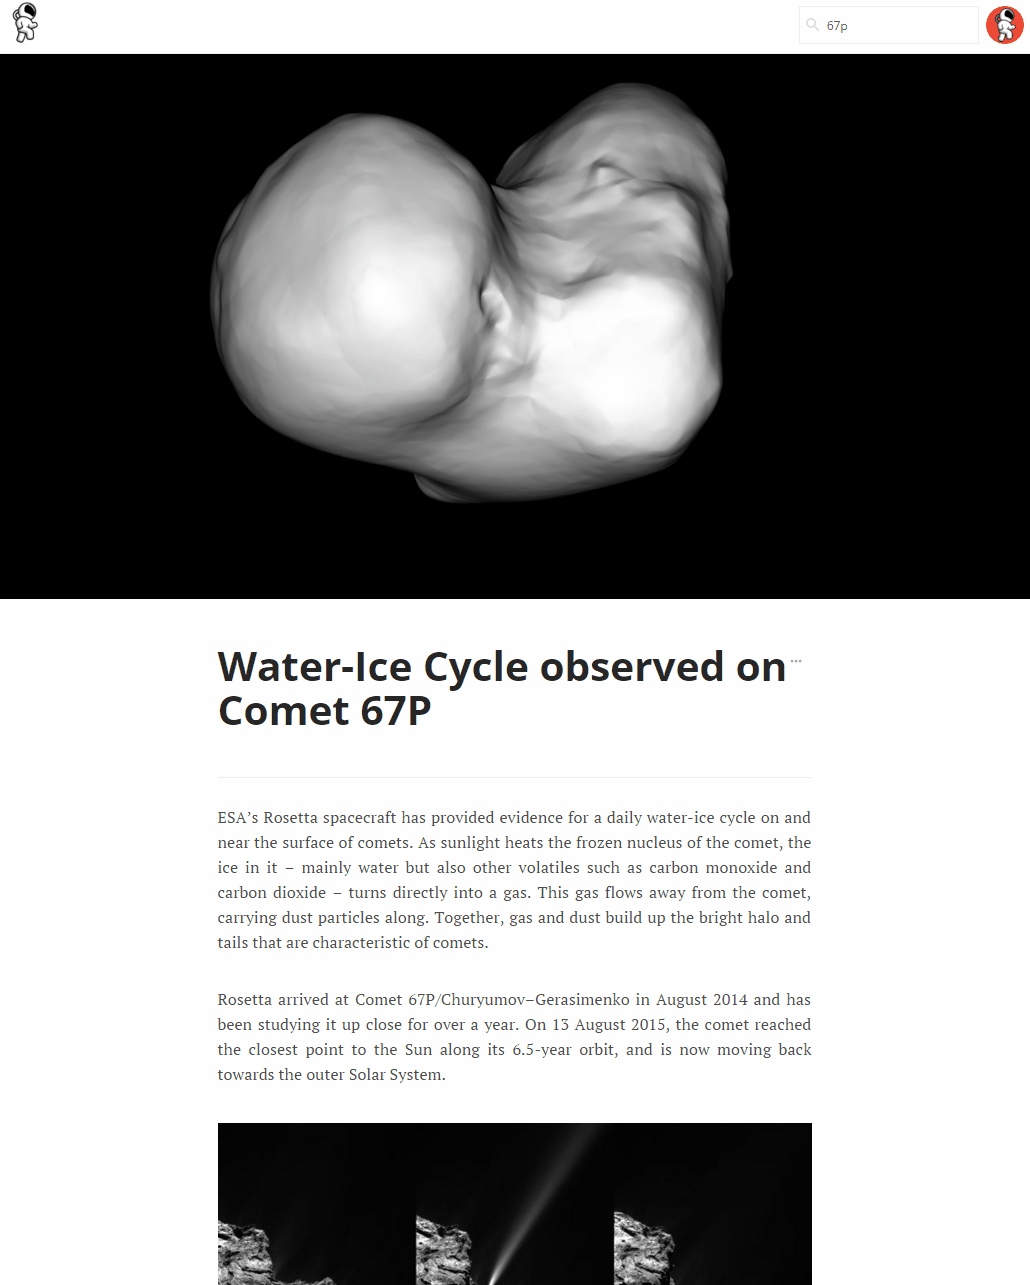 67p
Water-Ice Cycle observed on
Comet 67P
ESA’s Rosetta spacecraft has provided evidence for a daily water-ice cycle on and
near the surface of comets. As sunlight heats the frozen nucleus of the comet, the
ice in it – mainly water but also other volatiles such as carbon monoxide and
carbon dioxide – turns directly into a gas. This gas flows away from the comet,
carrying dust particles along. Together, gas and dust build up the bright halo and
tails that are characteristic of comets.
Rosetta arrived at Comet 67P/Churyumov–Gerasimenko in August 2014 and has
been studying it up close for over a year. On 13 August 2015, the comet reached
the closest point to the Sun along its 6.5-year orbit, and is now moving back
towards the outer Solar System.